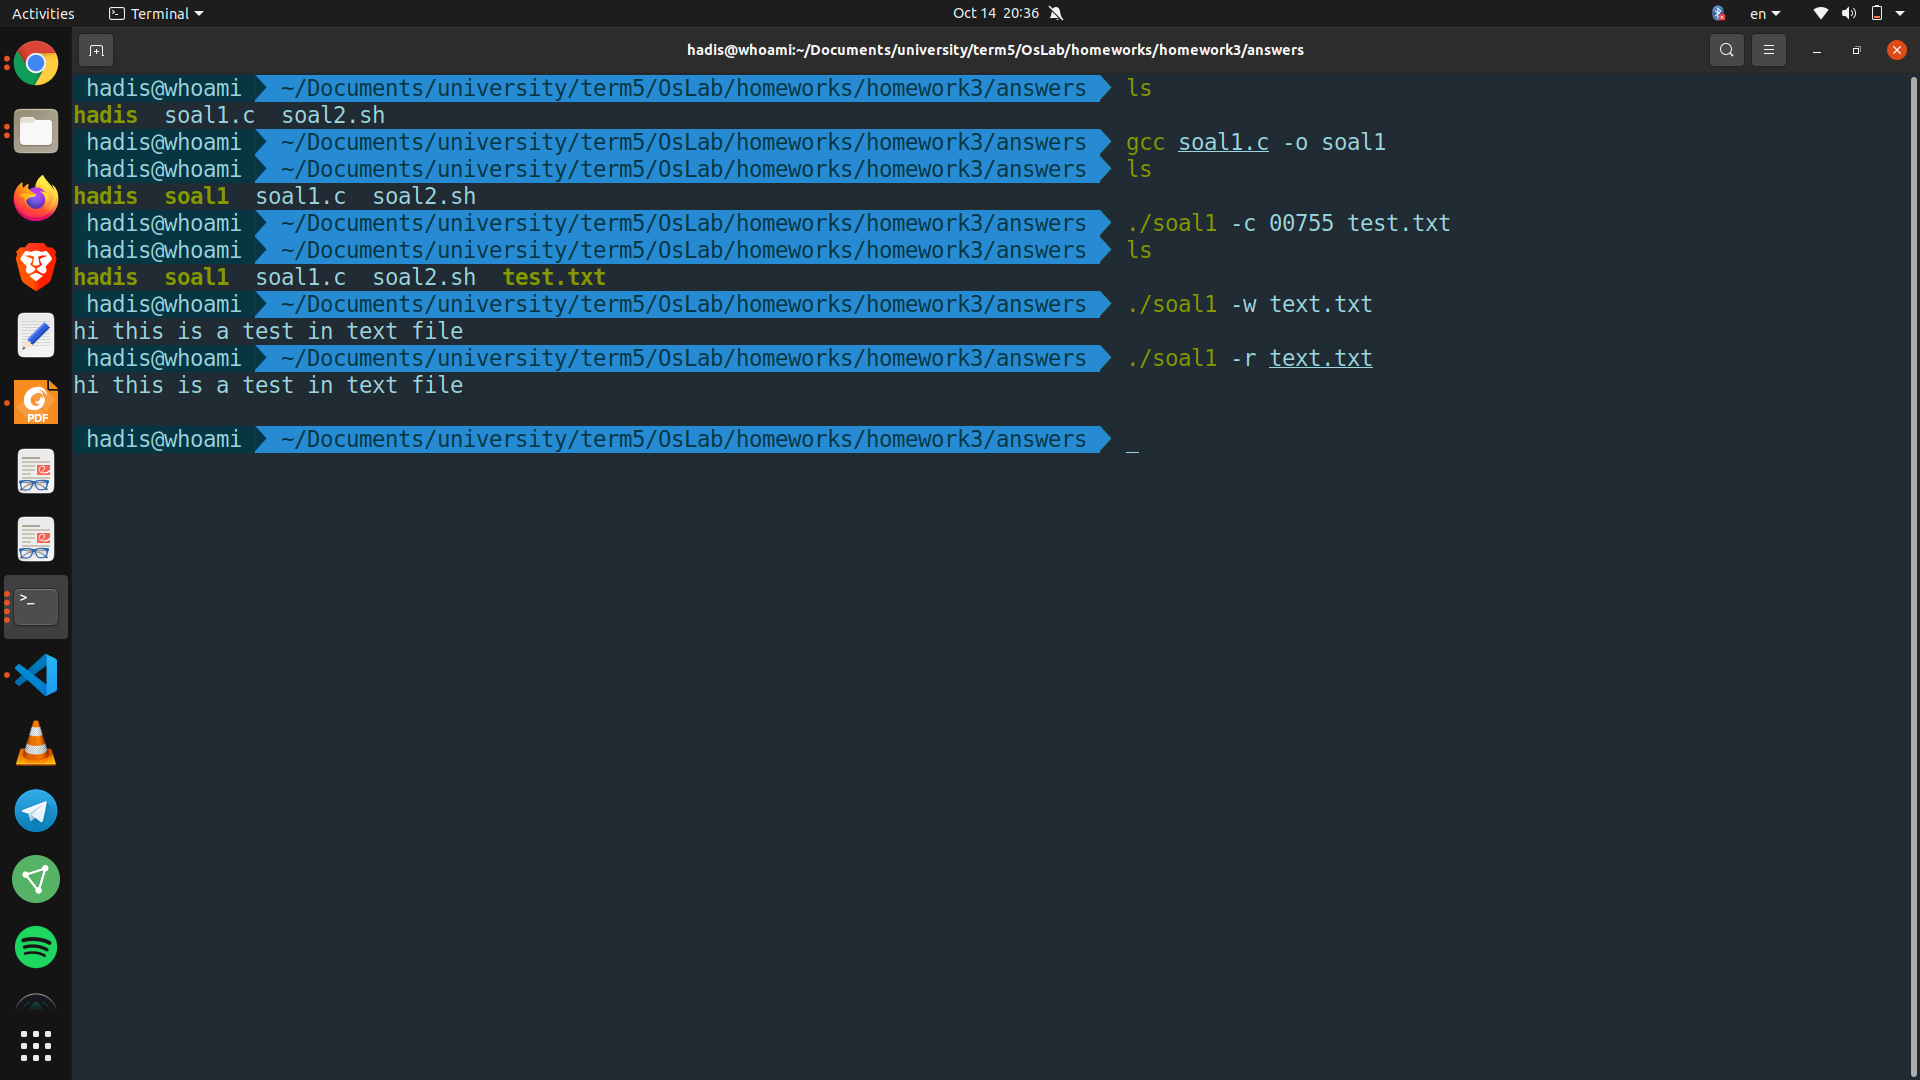 Activities Terminal Oct 14 20:36 en
hadis@whoami:~/Documents/university/term5/OsLab/homeworks/homework3/answers
hadis@whoami ~/Documents/university/term5/OsLab/homeworks/homework3/answers ls
hadis soal1.c soal2.sh
hadis@whoami ~/Documents/university/term5/OsLab/homeworks/homework3/answers gcc soal1.c -o soal1
hadis@whoami ~/Documents/university/term5/OsLab/homeworks/homework3/answers ls
hadis soal1 soal1.c soal2.sh
hadis@whoami ~/Documents/university/term5/OsLab/homeworks/homework3/answers ./soal1 -c 00755 test.txt
hadis@whoami ~/Documents/university/term5/OsLab/homeworks/homework3/answers ls
hadis soal1 soal1.c soal2.sh test.txt
hadis@whoami ~/Documents/university/term5/OsLab/homeworks/homework3/answers ./soal1 -w text.txt
hi this is a test in text file
hadis@whoami ~/Documents/university/term5/OsLab/homeworks/homework3/answers ./soal1 -r text.txt
hi this is a test in text file
hadis@whoami ~/Documents/university/term5/OsLab/homeworks/homework3/answers _
PDF
>_